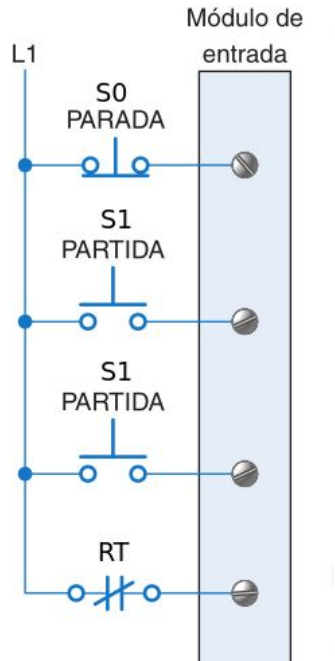 Módulo de
entrada
L1
S0
PARADA
S1
PARTIDA
S1
PARTIDA
RT